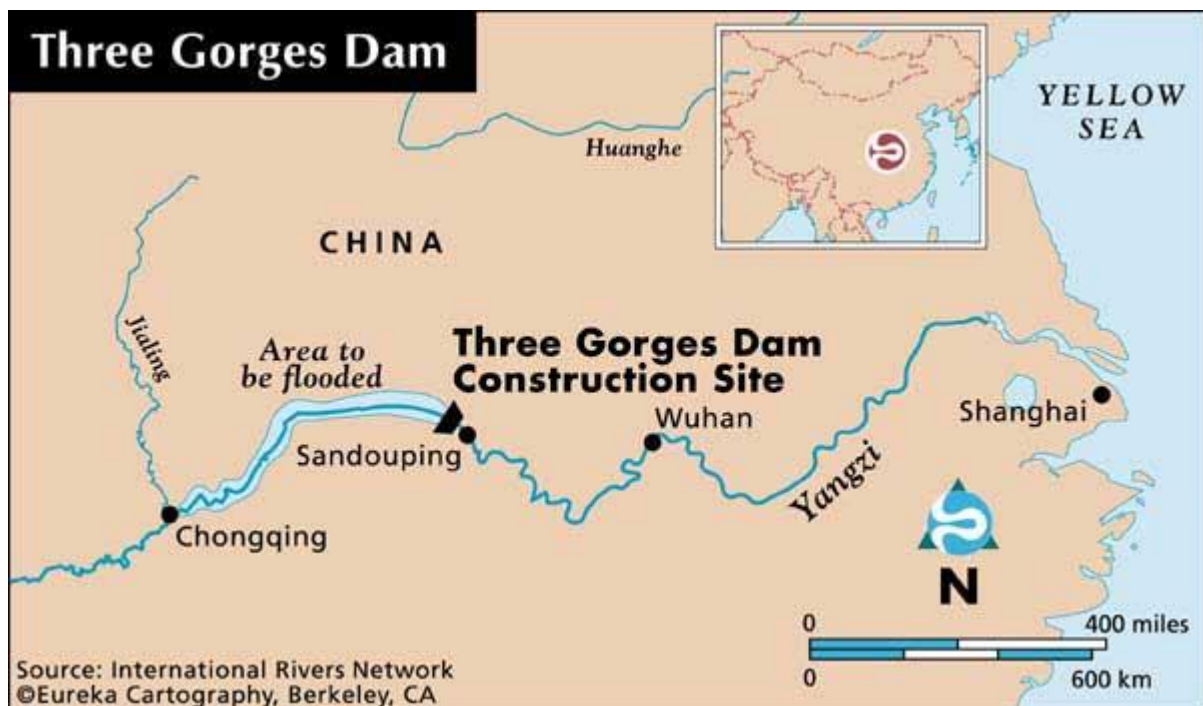 Three Gorges Dam
YELLOW
SEA
Huanghe
CHINA
Jialing
Area to
be flooded
Three Gorges Dam
Construction Site
Wuhan
Shanghai
Sandouping
Yangzi
Chongqing
N
0
400 miles
0
600 km
Source: International Rivers Network
©Eureka Cartography, Berkeley, CA